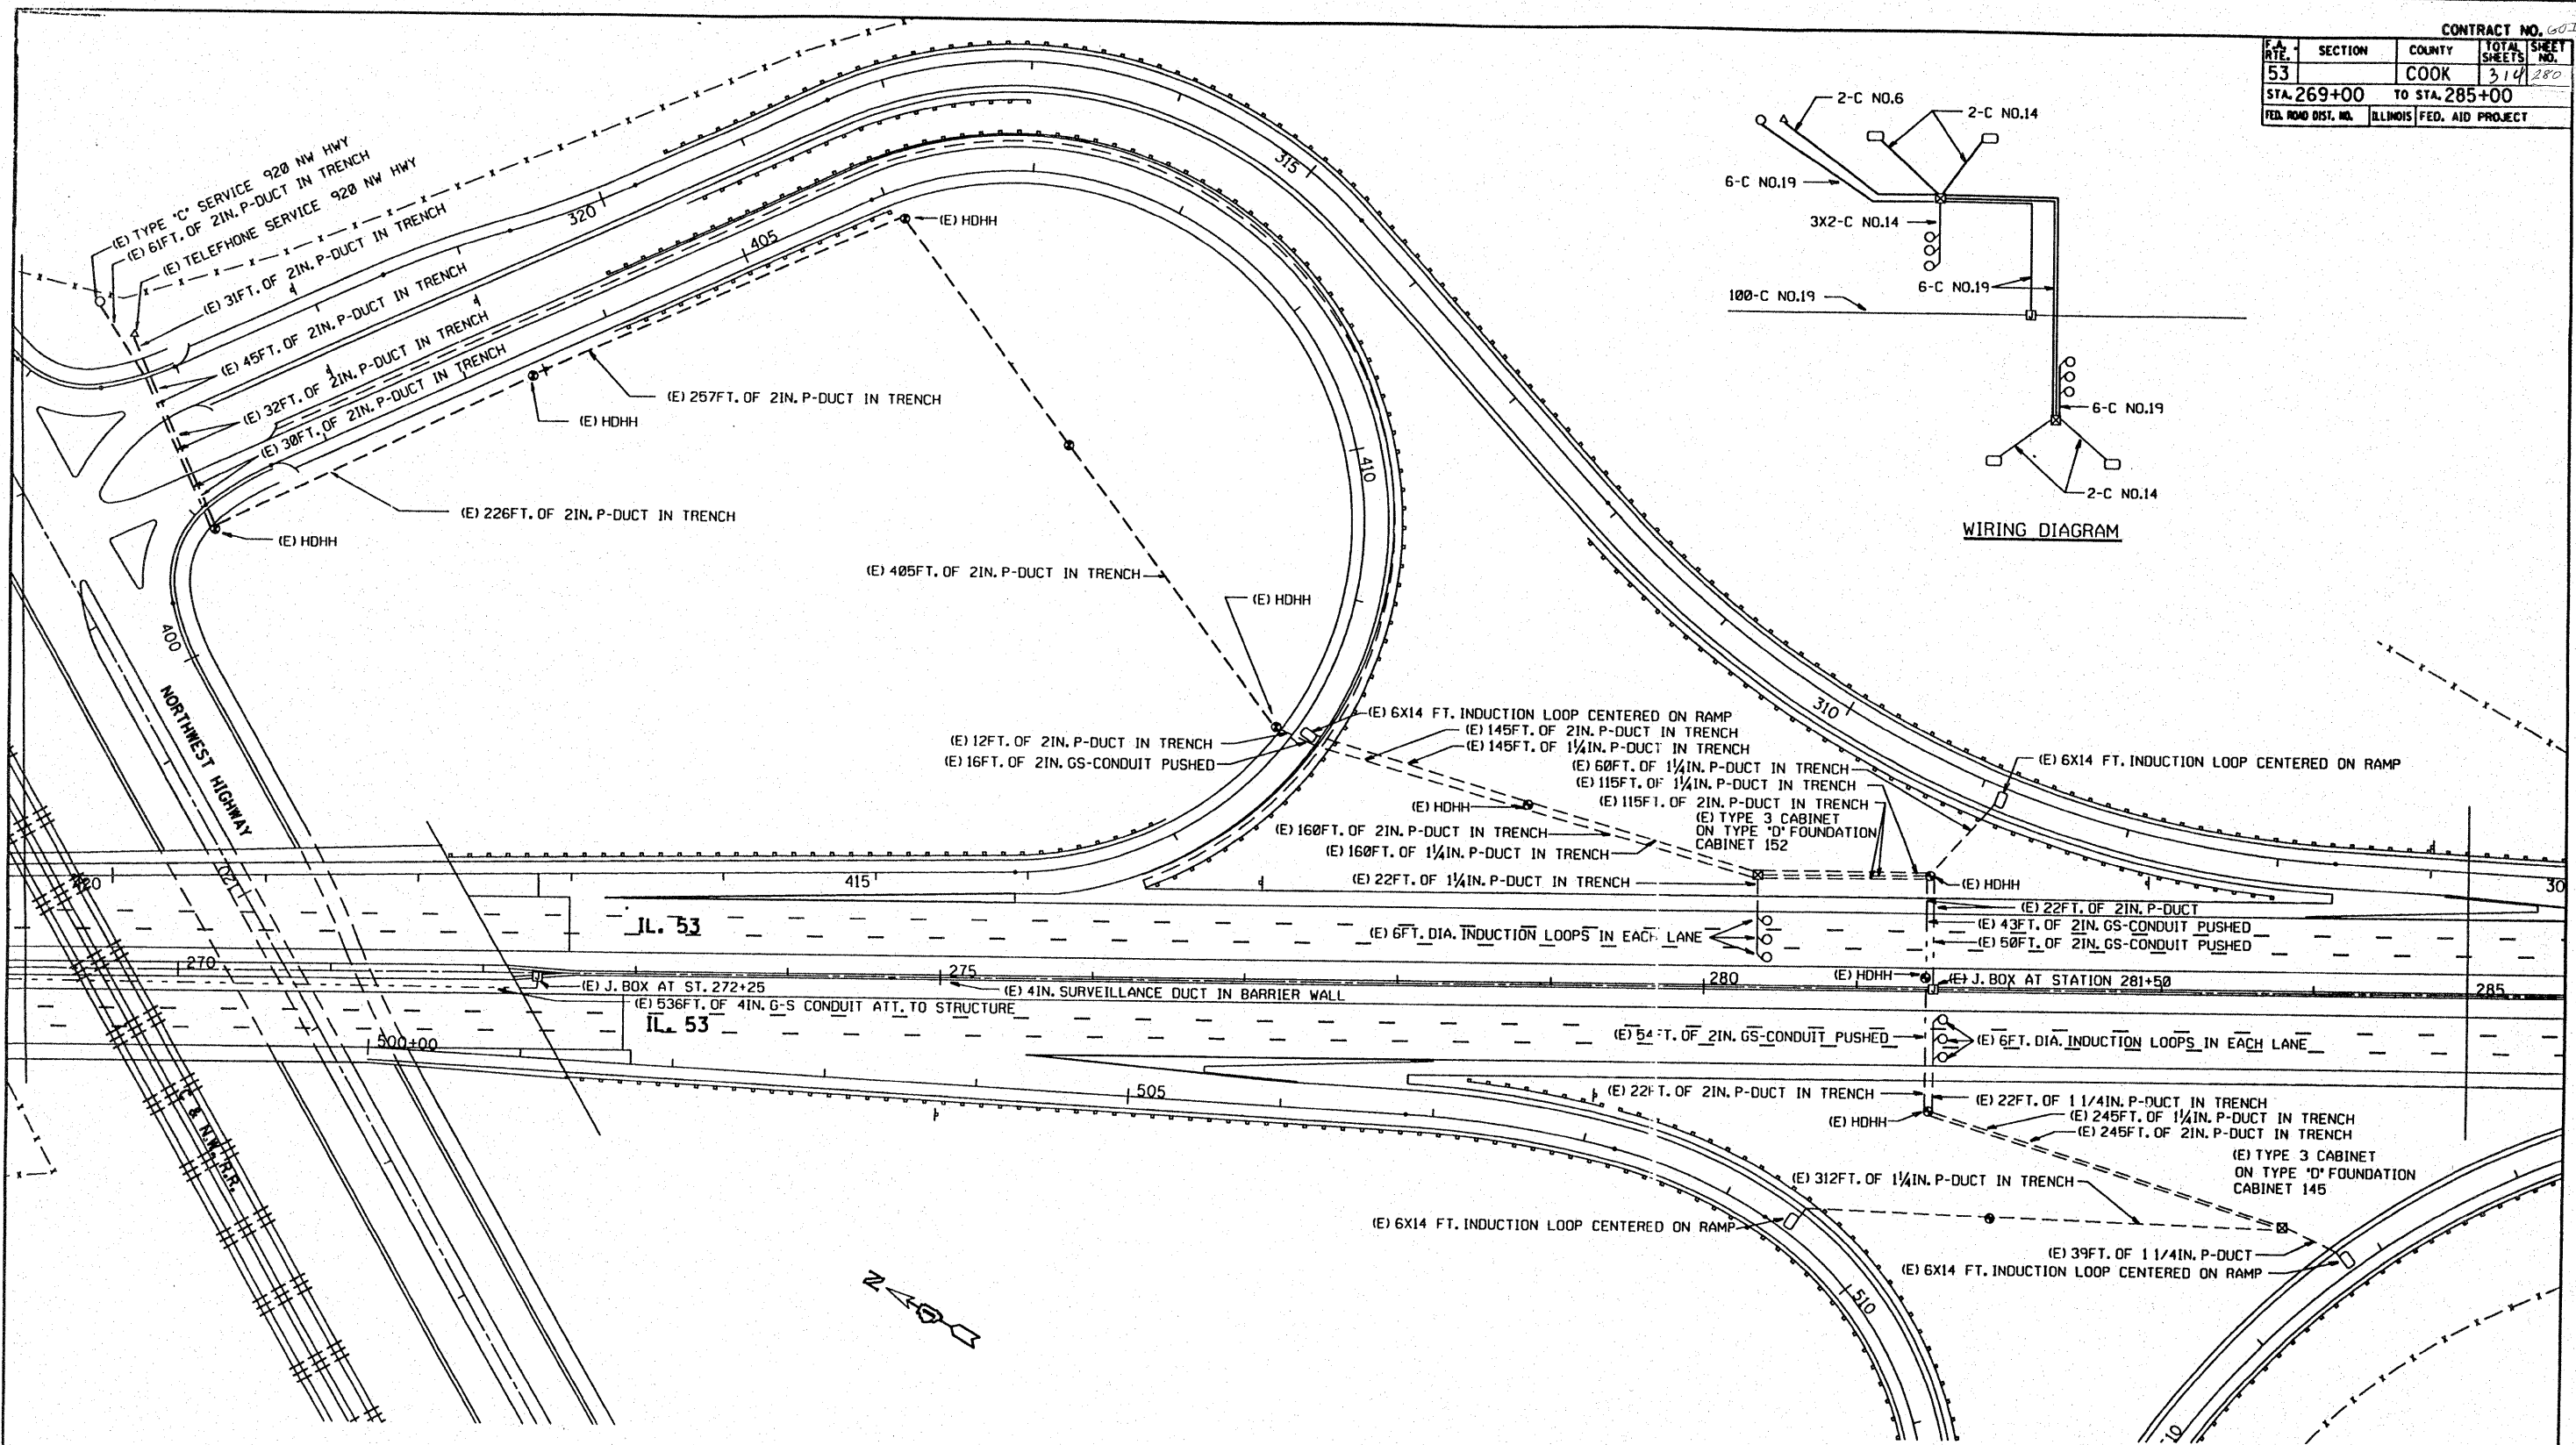 CONTRACT NO.
F.A. RTE. SECTION COUNTY TOTAL SHEETS SHEET NO.
53 COOK 314 280
STA. 269+00 TO STA. 285+00
FED. ROAD DIST. NO. ILLINOIS FED. AID PROJECT
2-C NO.6
2-C NO.14
6-C NO.19
3X2-C NO.14
100-C NO.19
6-C NO.19
6-C NO.19
2-C NO.14
WIRING DIAGRAM
(E) TYPE "C" SERVICE 920 NW HWY
(E) 61FT. OF 2IN. P-DUCT IN TRENCH
(E) TELEFHONE SERVICE 920 NW HWY
(E) 31FT. OF 2IN. P-DUCT IN TRENCH
(E) 45FT. OF 2IN. P-DUCT IN TRENCH
(E) 32FT. OF 2IN. P-DUCT IN TRENCH
(E) 30FT. OF 2IN. P-DUCT IN TRENCH
315
320
405
(E) HDHH
(E) 257FT. OF 2IN. P-DUCT IN TRENCH
(E) HDHH
410
(E) 226FT. OF 2IN. P-DUCT IN TRENCH
(E) HDHH
(E) 405FT. OF 2IN. P-DUCT IN TRENCH
(E) HDHH
400
NORTHWEST HIGHWAY
310
(E) 6X14 FT. INDUCTION LOOP CENTERED ON RAMP
(E) 12FT. OF 2IN. P-DUCT IN TRENCH
(E) 16FT. OF 2IN. GS-CONDUIT PUSHED
(E) 145FT. OF 2IN. P-DUCT IN TRENCH
(E) 145FT. OF 1¼IN. P-DUCT IN TRENCH
(E) 60FT. OF 1¼IN. P-DUCT IN TRENCH
(E) 115FT. OF 1¼IN. P-DUCT IN TRENCH
(E) 115FT. OF 2IN. P-DUCT IN TRENCH
(E) 6X14 FT. INDUCTION LOOP CENTERED ON RAMP
(E) TYPE 3 CABINET
ON TYPE "D" FOUNDATION
CABINET 152
(E) HDHH
(E) 160FT. OF 2IN. P-DUCT IN TRENCH
(E) 160FT. OF 1¼IN. P-DUCT IN TRENCH
(E) 22FT. OF 1¼IN. P-DUCT IN TRENCH
(E) HDHH
420
120
415
30
(E) 22FT. OF 2IN. P-DUCT
(E) 43FT. OF 2IN. GS-CONDUIT PUSHED
(E) 50FT. OF 2IN. GS-CONDUIT PUSHED
IL. 53
(E) 6FT. DIA. INDUCTION LOOPS IN EACH LANE
270
275
280
285
(E) HDHH
(E) J. BOX AT STATION 281+50
(E) J. BOX AT ST. 272+25
(E) 4IN. SURVEILLANCE DUCT IN BARRIER WALL
(E) 536FT. OF 4IN. G-S CONDUIT ATT. TO STRUCTURE
IL. 53
(E) 54FT. OF 2IN. GS-CONDUIT PUSHED
(E) 6FT. DIA. INDUCTION LOOPS IN EACH LANE
500+00
505
(E) 22FT. OF 2IN. P-DUCT IN TRENCH
(E) 22FT. OF 1 1/4IN. P-DUCT IN TRENCH
(E) HDHH
(E) 245FT. OF 1¼IN. P-DUCT IN TRENCH
(E) 245FT. OF 2IN. P-DUCT IN TRENCH
(E) TYPE 3 CABINET
ON TYPE "D" FOUNDATION
CABINET 145
(E) 312FT. OF 1¼IN. P-DUCT IN TRENCH
(E) 6X14 FT. INDUCTION LOOP CENTERED ON RAMP
(E) 39FT. OF 1 1/4IN. P-DUCT
(E) 6X14 FT. INDUCTION LOOP CENTERED ON RAMP
C & N.W. R.R.
N
510
10